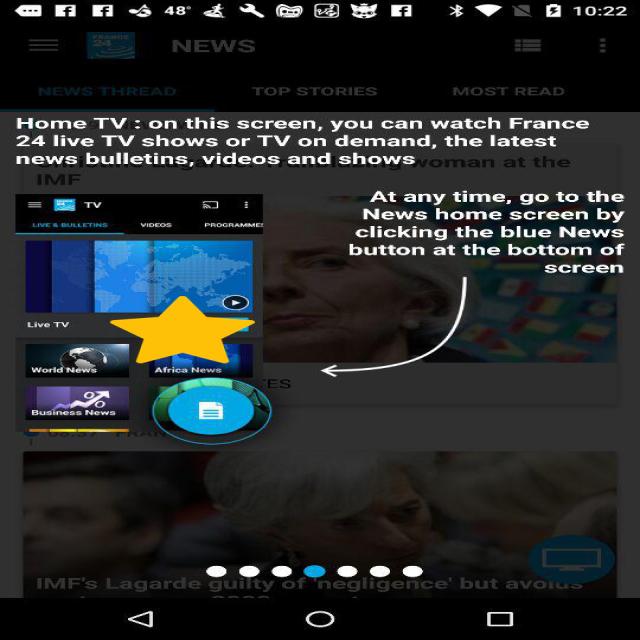 48°
10:22
FRANCE 24
NEWS
NEWS THREAD
TOP STORIES
MOST READ
Home TV : on this screen, you can watch France
24 live TV shows or TV on demand, the latest
news bulletins, videos and shows
woman at the
IMF
At any time, go to the
News home screen by
clicking the blue News
button at the bottom of
screen
TV
LIVE & BULLETINS
VIDEOS
PROGRAMMES
Live TV
World News
Africa News
Business News
IMF's Lagarde guilty of 'negligence' but avoids